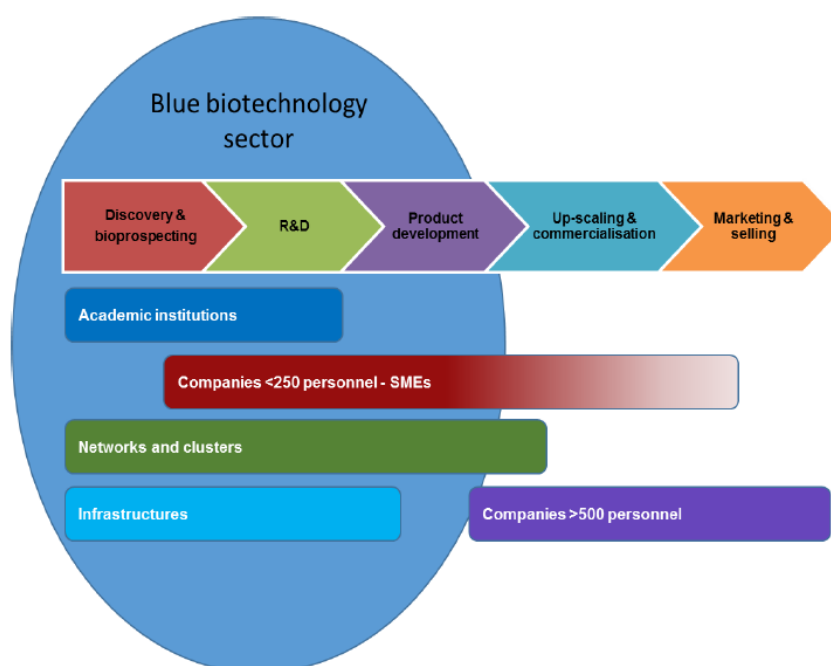 Blue biotechnology
sector
Discovery &
bioprospecting
R&D
Product
development
Up-scaling &
commercialisation
Marketing &
selling
Academic institutions
Companies <250 personnel - SMEs
Networks and clusters
Infrastructures
Companies >500 personnel